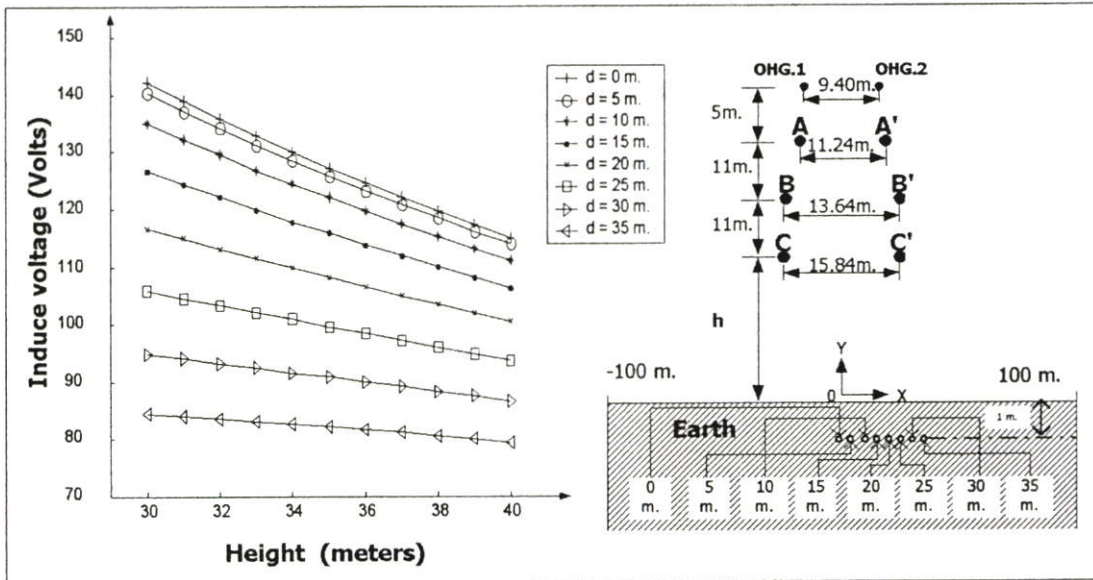 150
140
130
120
110
100
90
80
70
30 32 34 36 38 40
Induce voltage (Volts)
Height (meters)
d = 0 m.
d = 5 m.
d = 10 m.
d = 15 m.
d = 20 m.
d = 25 m.
d = 30 m.
d = 35 m.
OHG.1 OHG.2
9.40m.
5m.
A A'
11.24m.
11m.
B B'
13.64m.
11m.
C C'
15.84m.
h
Y
-100 m. 100 m.
0 X
1 m.
Earth
0 5 10 15 20 25 30 35
m. m. m. m. m. m. m. m.